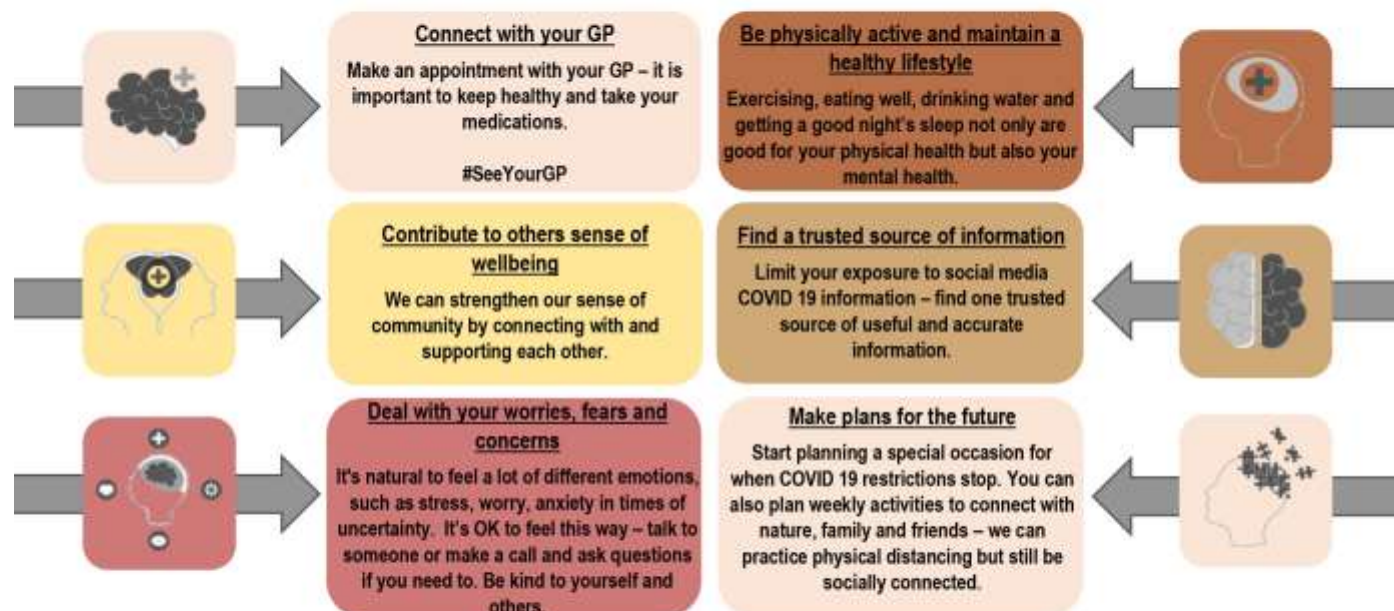 Connect with your GP
Make an appointment with your GP – it is
important to keep healthy and take your
medications.
#SeeYourGP
Be physically active and maintain a
healthy lifestyle
Exercising, eating well, drinking water and
getting a good night's sleep not only are
good for your physical health but also your
mental health.
Contribute to others sense of
wellbeing
We can strengthen our sense of
community by connecting with and
supporting each other.
Find a trusted source of information
Limit your exposure to social media
COVID 19 information – find one trusted
source of useful and accurate
information.
Deal with your worries, fears and
concerns
It's natural to feel a lot of different emotions,
such as stress, worry, anxiety in times of
uncertainty. It's OK to feel this way – talk to
someone or make a call and ask questions
if you need to. Be kind to yourself and
others
Make plans for the future
Start planning a special occasion for
when COVID 19 restrictions stop. You can
also plan weekly activities to connect with
nature, family and friends – we can
practice physical distancing but still be
socially connected.